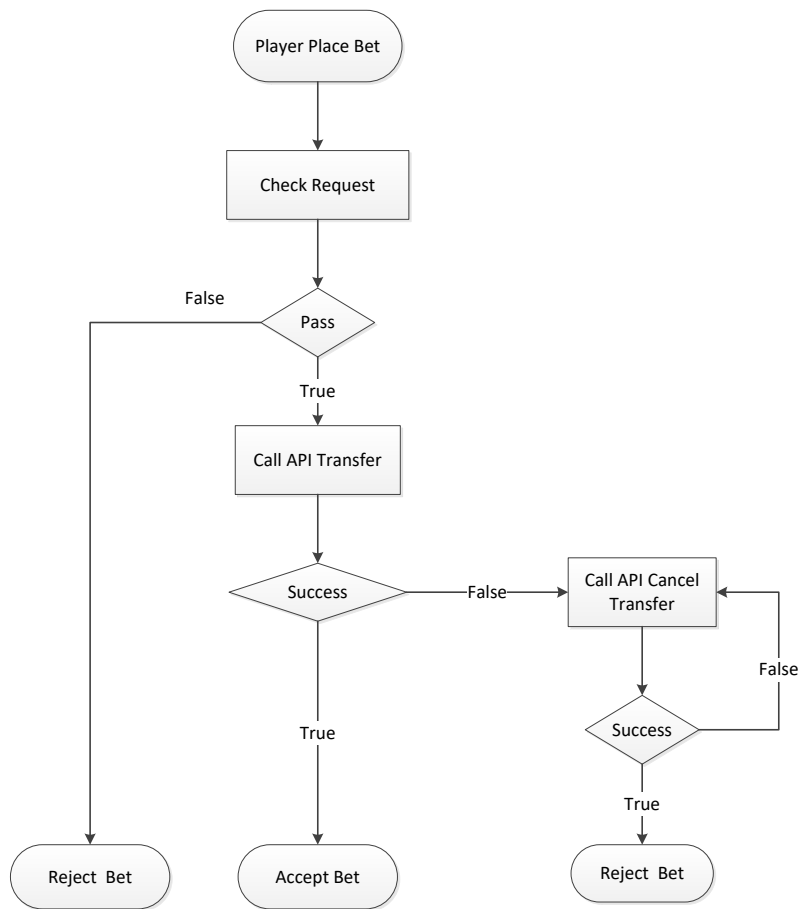 Player Place Bet
Check Request
False
Pass
True
Call API Transfer
Success
False
Call API Cancel
Transfer
False
True
Success
True
Reject Bet
Accept Bet
Reject Bet